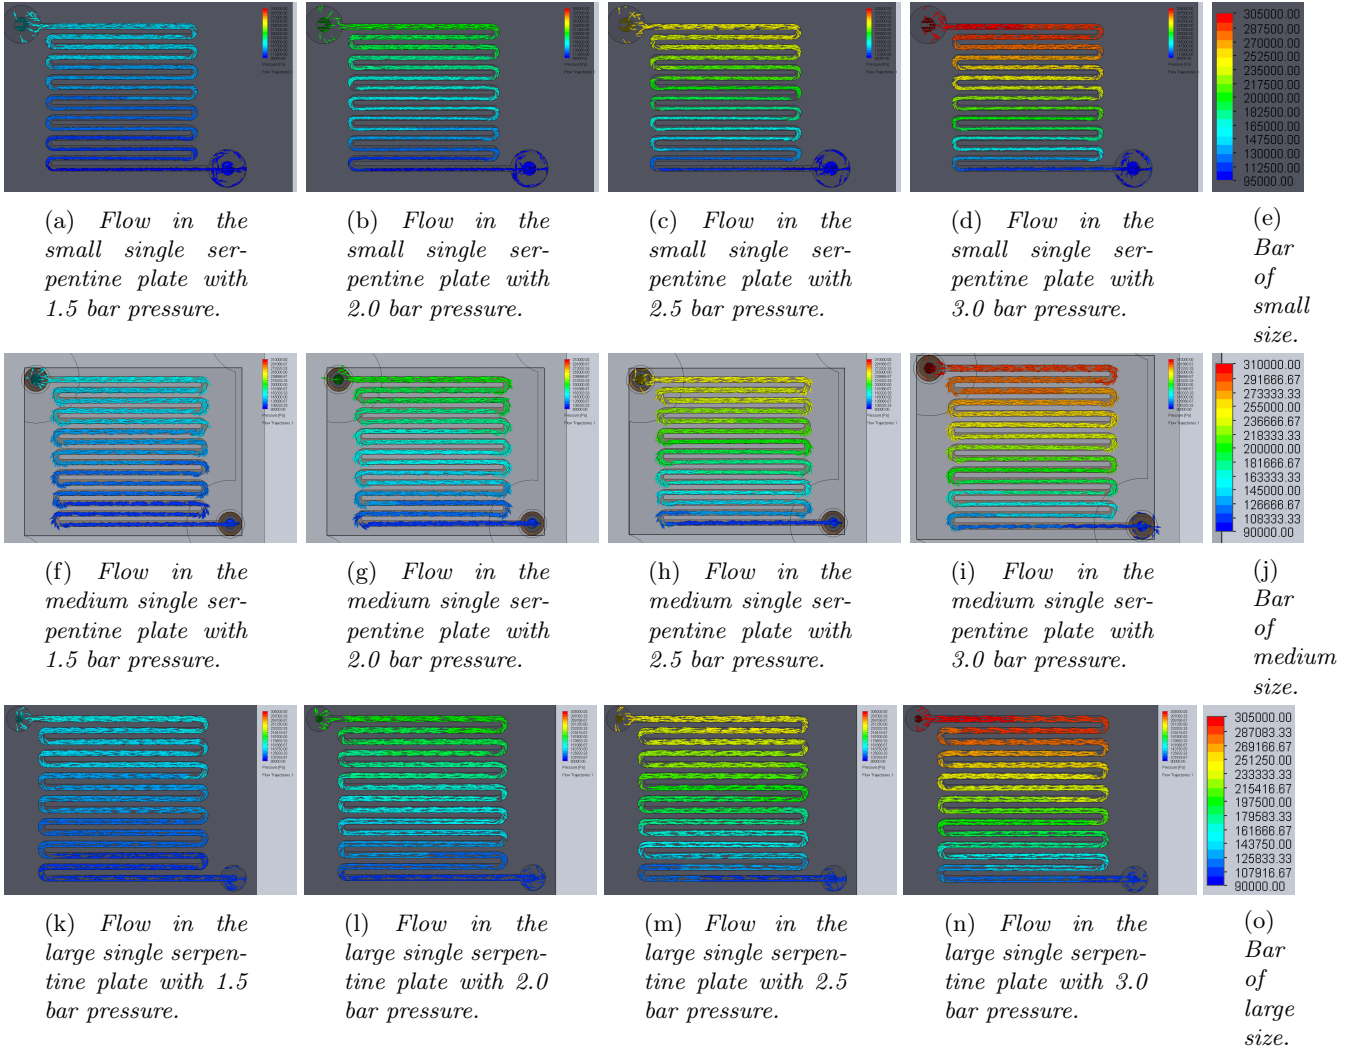 305000.00
287500.00
270000.00
252500.00
235000.00
217500.00
200000.00
182500.00
165000.00
147500.00
130000.00
112500.00
95000.00
(a) Flow in the
small single ser-
pentine plate with
1.5 bar pressure.
(b) Flow in the
small single ser-
pentine plate with
2.0 bar pressure.
(c) Flow in the
small single ser-
pentine plate with
2.5 bar pressure.
(d) Flow in the
small single ser-
pentine plate with
3.0 bar pressure.
(e)
Bar
of
small
size.
310000.00
291666.67
273333.33
255000.00
236666.67
218333.33
200000.00
181666.67
163333.33
145000.00
126666.67
108333.33
90000.00
(f) Flow in the
medium single ser-
pentine plate with
1.5 bar pressure.
(g) Flow in the
medium single ser-
pentine plate with
2.0 bar pressure.
(h) Flow in the
medium single ser-
pentine plate with
2.5 bar pressure.
(i) Flow in the
medium single ser-
pentine plate with
3.0 bar pressure.
(j)
Bar
of
medium
size.
305000.00
287083.33
269166.67
251250.00
233333.33
215416.67
197500.00
179583.33
161666.67
143750.00
125833.33
107916.67
90000.00
(k) Flow in the
large single serpen-
tine plate with 1.5
bar pressure.
(l) Flow in the
large single serpen-
tine plate with 2.0
bar pressure.
(m) Flow in the
large single serpen-
tine plate with 2.5
bar pressure.
(n) Flow in the
large single serpen-
tine plate with 3.0
bar pressure.
(o)
Bar
of
large
size.